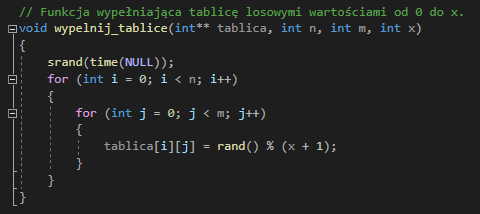 // Funkcja wypełniająca tablicę losowymi wartościami od 0 do x.
void wypelnij_tablice(int** tablica, int n, int m, int x)
{
    srand(time(NULL));
    for (int i = 0; i < n; i++)
    {
        for (int j = 0; j < m; j++)
        {
            tablica[i][j] = rand() % (x + 1);
        }
    }
}